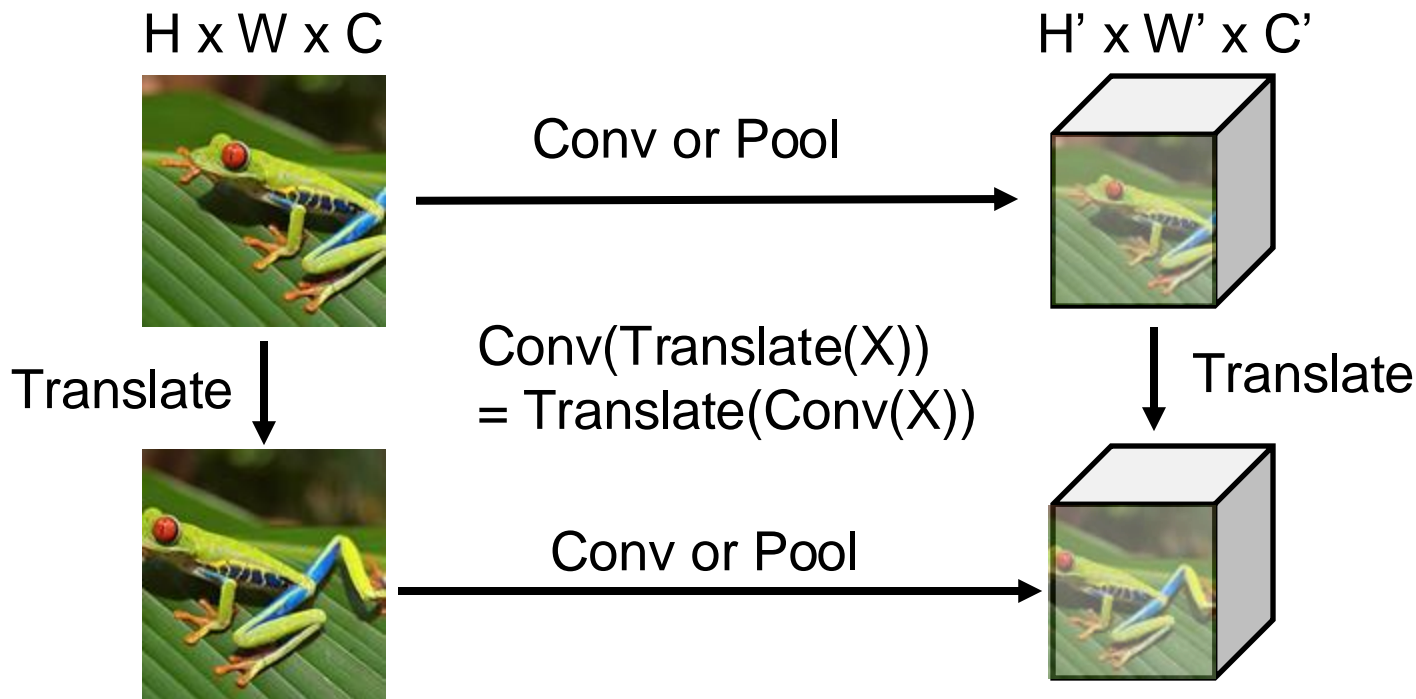 H x W x C
H’ x W’ x C’
Conv or Pool
Conv(Translate(X))
= Translate(Conv(X))
Translate
Translate
Conv or Pool